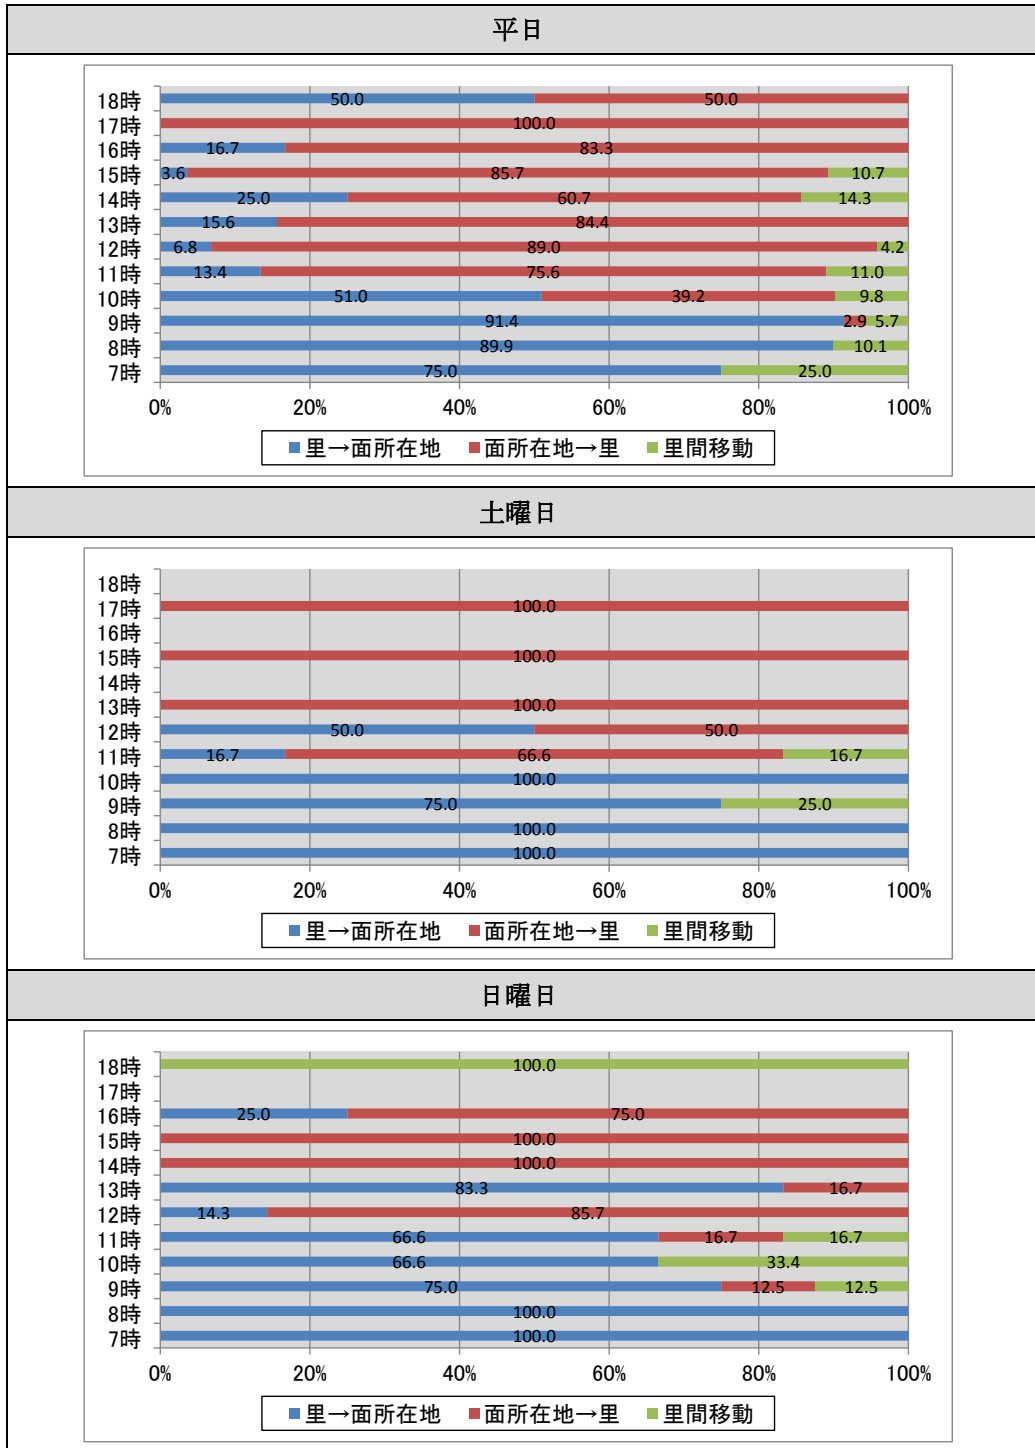 平日
18時 50.0 50.0
17時 100.0
16時 16.7 83.3
15時 3.6 85.7 10.7
14時 25.0 60.7 14.3
13時 15.6 84.4
12時 6.8 89.0 4.2
11時 13.4 75.6 11.0
10時 51.0 39.2 9.8
9時 91.4 2.9 5.7
8時 89.9 10.1
7時 75.0 25.0
0% 20% 40% 60% 80% 100%
里→面所在地 面所在地→里 里間移動
土曜日
18時
17時 100.0
16時
15時 100.0
14時
13時 100.0
12時 50.0 50.0
11時 16.7 66.6 16.7
10時 100.0
9時 75.0 25.0
8時 100.0
7時 100.0
0% 20% 40% 60% 80% 100%
里→面所在地 面所在地→里 里間移動
日曜日
18時 100.0
17時
16時 25.0 75.0
15時 100.0
14時 100.0
13時 83.3 16.7
12時 14.3 85.7
11時 66.6 16.7 16.7
10時 66.6 33.4
9時 75.0 12.5 12.5
8時 100.0
7時 100.0
0% 20% 40% 60% 80% 100%
里→面所在地 面所在地→里 里間移動